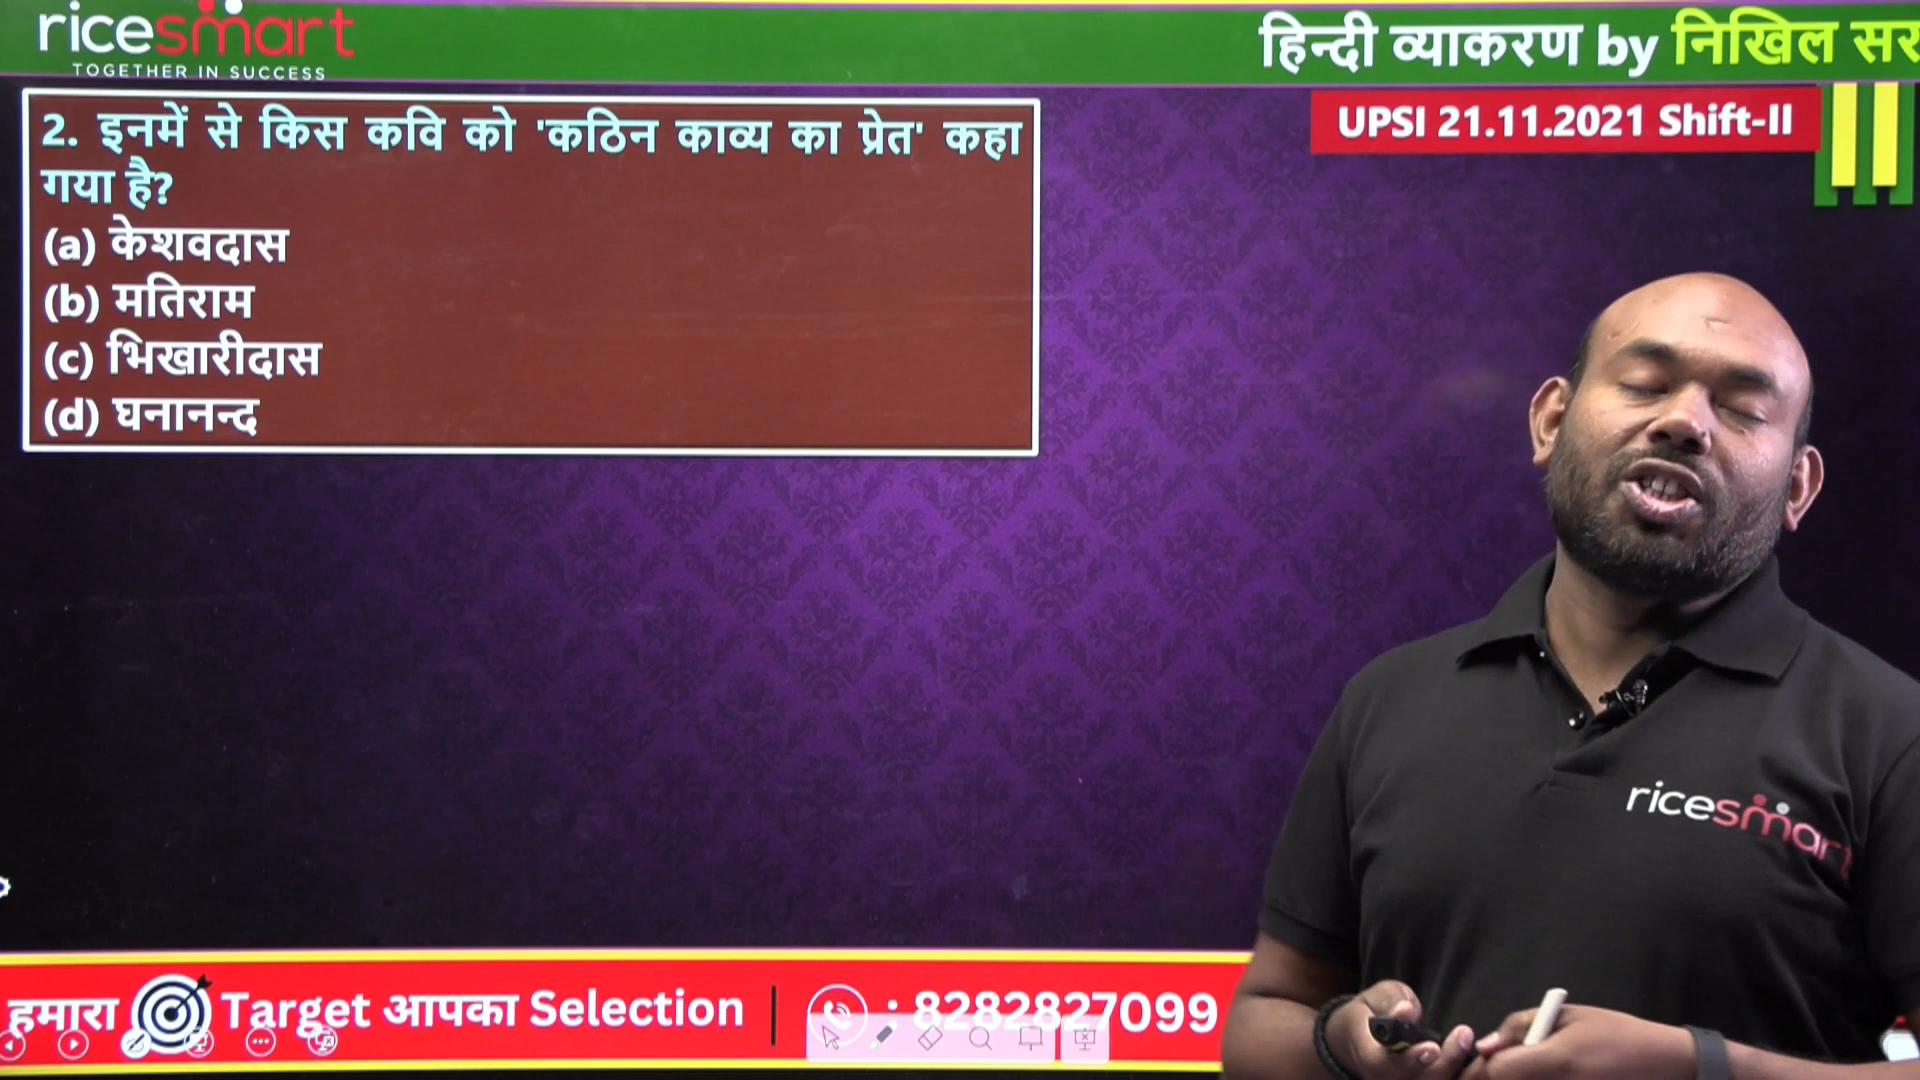 ricesmart
TOGETHER IN SUCCESS
हिन्दी व्याकरण by निखिल सर
UPSI 21.11.2021 Shift-II
2. इनमें से किस कवि को 'कठिन काव्य का प्रेत' कहा
गया है?
(a) केशवदास
(b) मतिराम
(c) भिखारीदास
(d) घनानन्द
ricesmart
हमारा Target आपका Selection | : 8282827099